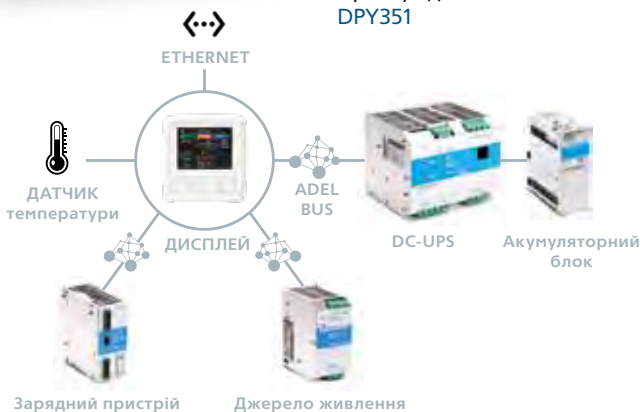 DPY351
ETHERNET
ДАТЧИК
температури
ДИСПЛЕЙ
ADEL
BUS
DC-UPS
Акумуляторний
блок
Зарядний пристрій
Джерело живлення